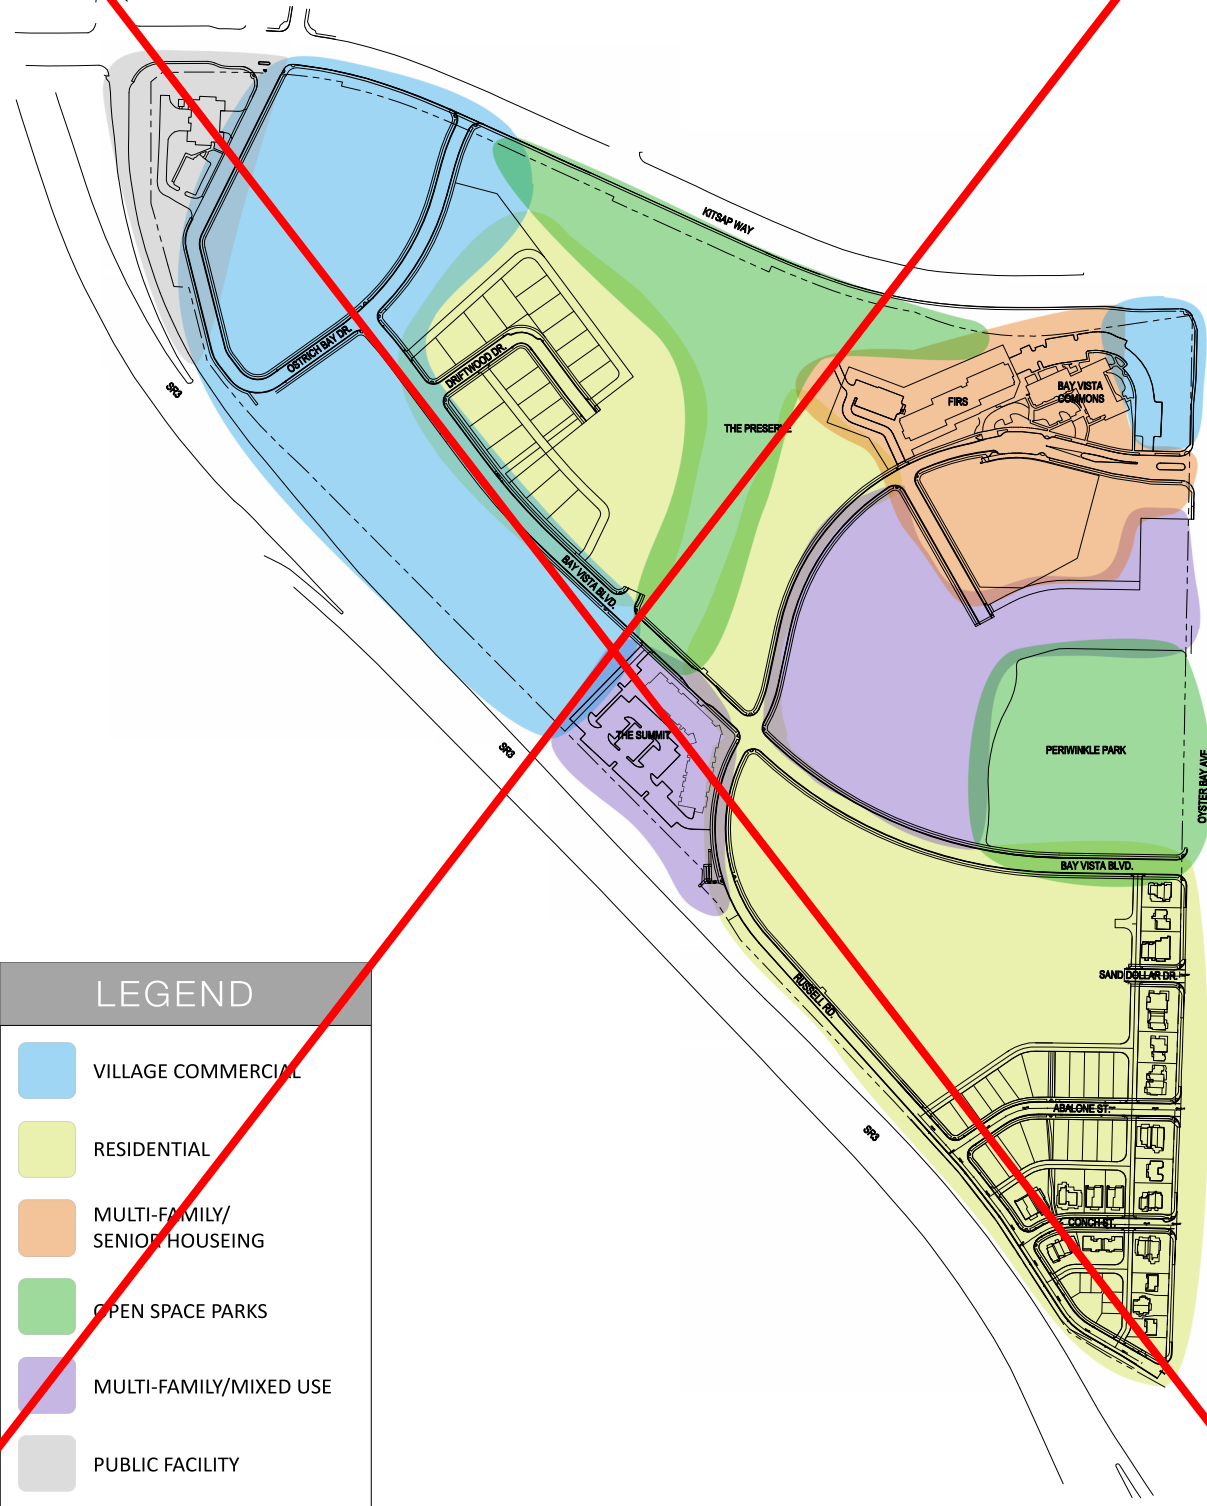 KITSAP WAY
OSTRICH BAY DR.
DRIFTWOOD DR.
SR3
FIRS
BAY VISTA
COMMONS
THE PRESERVE
BAY VISTA BLVD.
THE SUMMIT
SR3
PERIWINKLE PARK
OYSTER BAY AVE
BAY VISTA BLVD.
SAND DOLLAR DR.
RUSSELL RD.
ABALONE ST.
SR3
CONCH ST.
LEGEND
VILLAGE COMMERCIAL
RESIDENTIAL
MULTI-FAMILY/
SENIOR HOUSEING
OPEN SPACE PARKS
MULTI-FAMILY/MIXED USE
PUBLIC FACILITY